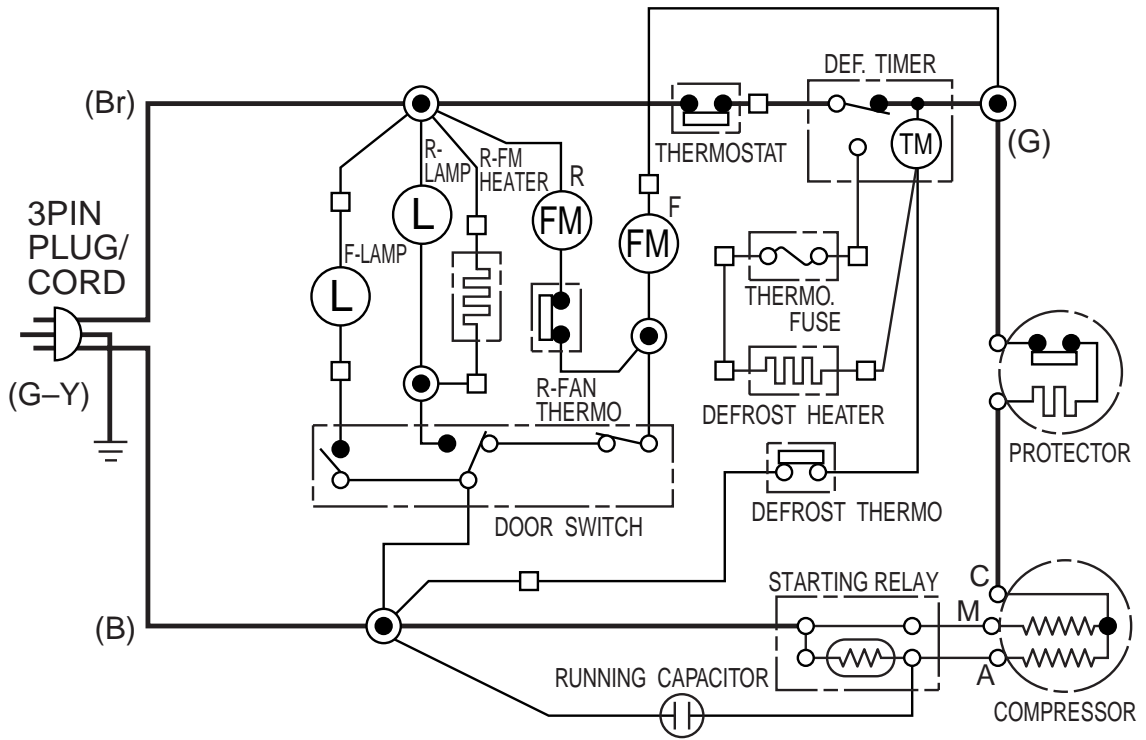 DEF. TIMER
(Br)
R-
LAMP
R-FM
HEATER
R
THERMOSTAT
TM
(G)
L
FM
F
FM
3PIN
PLUG/
CORD
F-LAMP
L
THERMO.
FUSE
(G–Y)
R-FAN
THERMO
DEFROST HEATER
PROTECTOR
DOOR SWITCH
DEFROST THERMO
STARTING RELAY
C
M
(B)
A
RUNNING CAPACITOR
COMPRESSOR